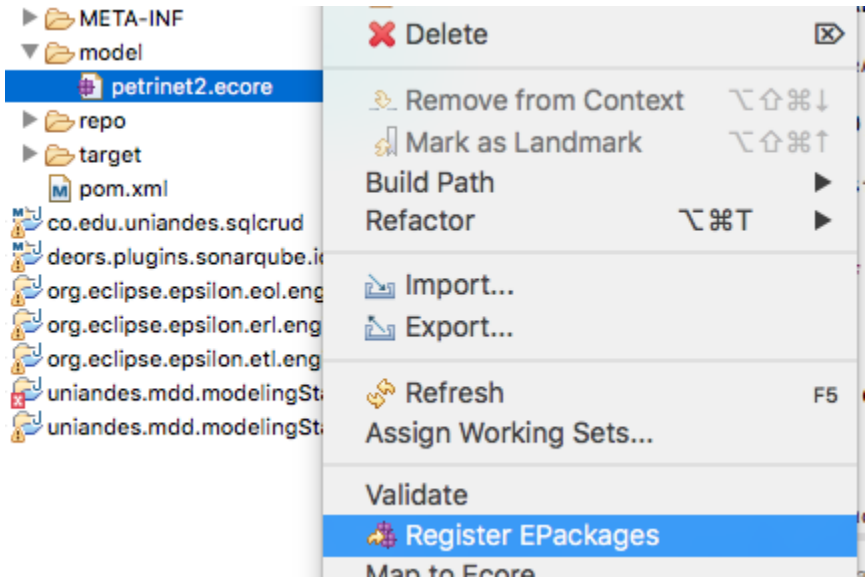 META-INF
model
petrinet2.ecore
repo
target
pom.xml
co.edu.uniandes.sqlcrud
deors.plugins.sonarqube.i
org.eclipse.epsilon.eol.eng
org.eclipse.epsilon.erl.eng
org.eclipse.epsilon.etl.eng
uniandes.mdd.modelingSt
uniandes.mdd.modelingSt
Delete ⌦
Remove from Context ⌥⇧⌘↓
Mark as Landmark ⌥⇧⌘↑
Build Path
Refactor ⌥⌘T
Import...
Export...
Refresh F5
Assign Working Sets...
Validate
Register EPackages
Map to Ecore